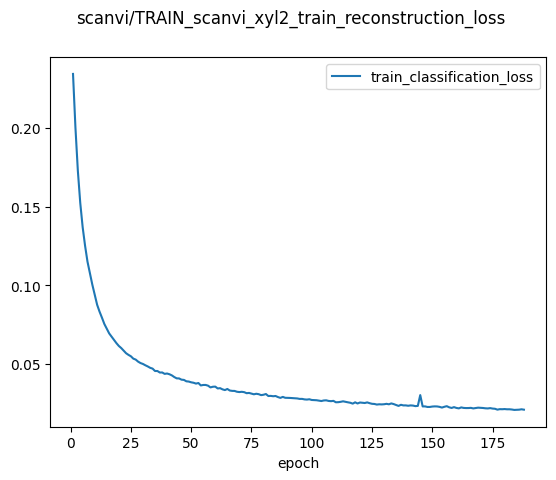 scanvi/TRAIN_scanvi_xyl2_train_reconstruction_loss
train_classification_loss
0.20
0.15
0.10
0.05
0 25 50 75 100 125 150 175
epoch